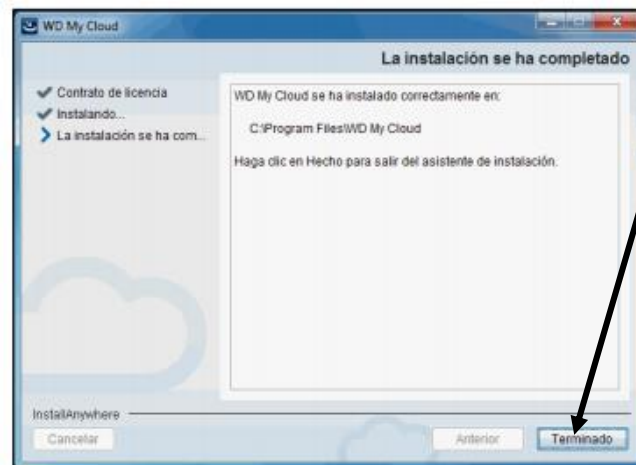 WD My Cloud
La instalación se ha completado
Contrato de licencia
Instalando...
La instalación se ha com...
WD My Cloud se ha instalado correctamente en:
C:\Program Files\WD My Cloud
Haga clic en Hecho para salir del asistente de instalación.
InstallAnywhere
Cancelar
Anterior
Terminado